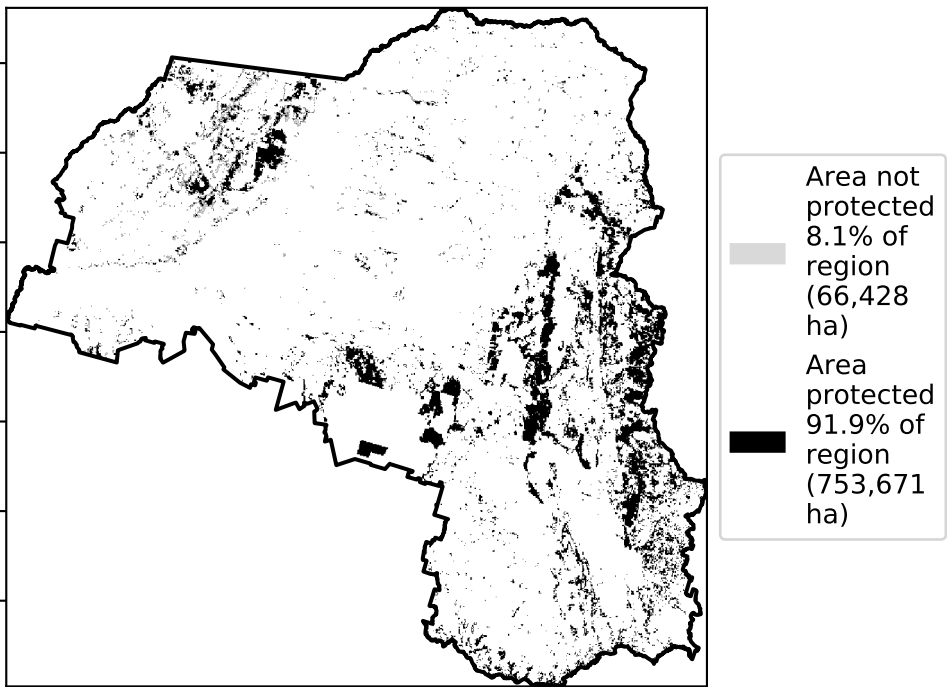 Area not
protected
8.1% of
region
(66,428
ha)
Area
protected
91.9% of
region
(753,671
ha)